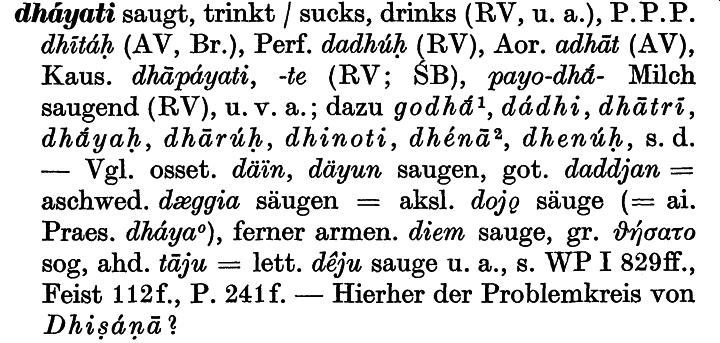 dháyati saugt, trinkt / sucks, drinks (RV, u. a.), P.P.P.
dhītáḥ (AV, Br.), Perf. dadhúḥ (RV), Aor. adhāt (AV),
Kaus. dhāpáyati, -te (RV; ŚB), payo-dhā́- Milch
saugend (RV), u. v. a.; dazu godhā́¹, dádhi, dhātrī,
dhā́yaḥ, dhārúḥ, dhinoti, dhénā², dhenúḥ, s. d.
— Vgl. osset. däïn, däyun saugen, got. daddjan =
aschwed. dæggia säugen = aksl. dojǫ säuge (= ai.
Praes. dháya⁰), ferner armen. diem sauge, gr. ϑήσατο
sog, ahd. tāju = lett. dêju sauge u. a., s. WP I 829ff.,
Feist 112f., P. 241f. — Hierher der Problemkreis von
Dhiṣáṇā?